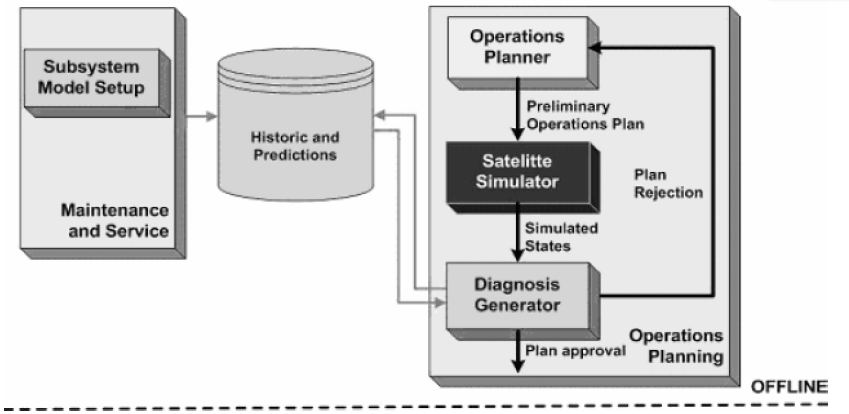 Subsystem
Model Setup
Maintenance
and Service
Historic and
Predictions
Operations
Planner
Preliminary
Operations Plan
Satelitte
Simulator
Plan
Rejection
Simulated
States
Diagnosis
Generator
Plan approval
Operations
Planning
OFFLINE